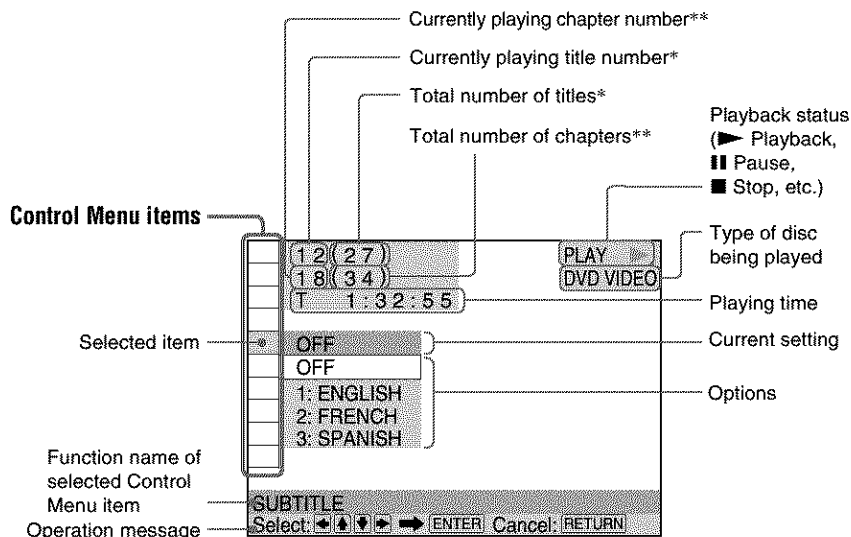 Currently playing chapter number**
Currently playing title number*
Total number of titles*
Total number of chapters**
Playback status
(► Playback,
❚❚ Pause,
■ Stop, etc.)
Control Menu items
Type of disc
being played
Playing time
Selected item
Current setting
Options
Function name of
selected Control
Menu item
Operation message
1 2 ( 2 7 )
1 8 ( 3 4 )
T 1 : 3 2 : 5 5
PLAY ►
DVD VIDEO
OFF
OFF
1: ENGLISH
2: FRENCH
3: SPANISH
SUBTITLE
Select: ← ↑ ↓ → ➡ ENTER Cancel: RETURN